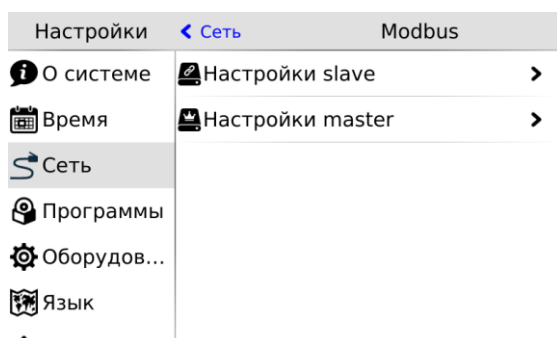 Настройки
Сеть
Modbus
О системе
Время
Сеть
Программы
Оборудов...
Язык
Настройки slave
Настройки master